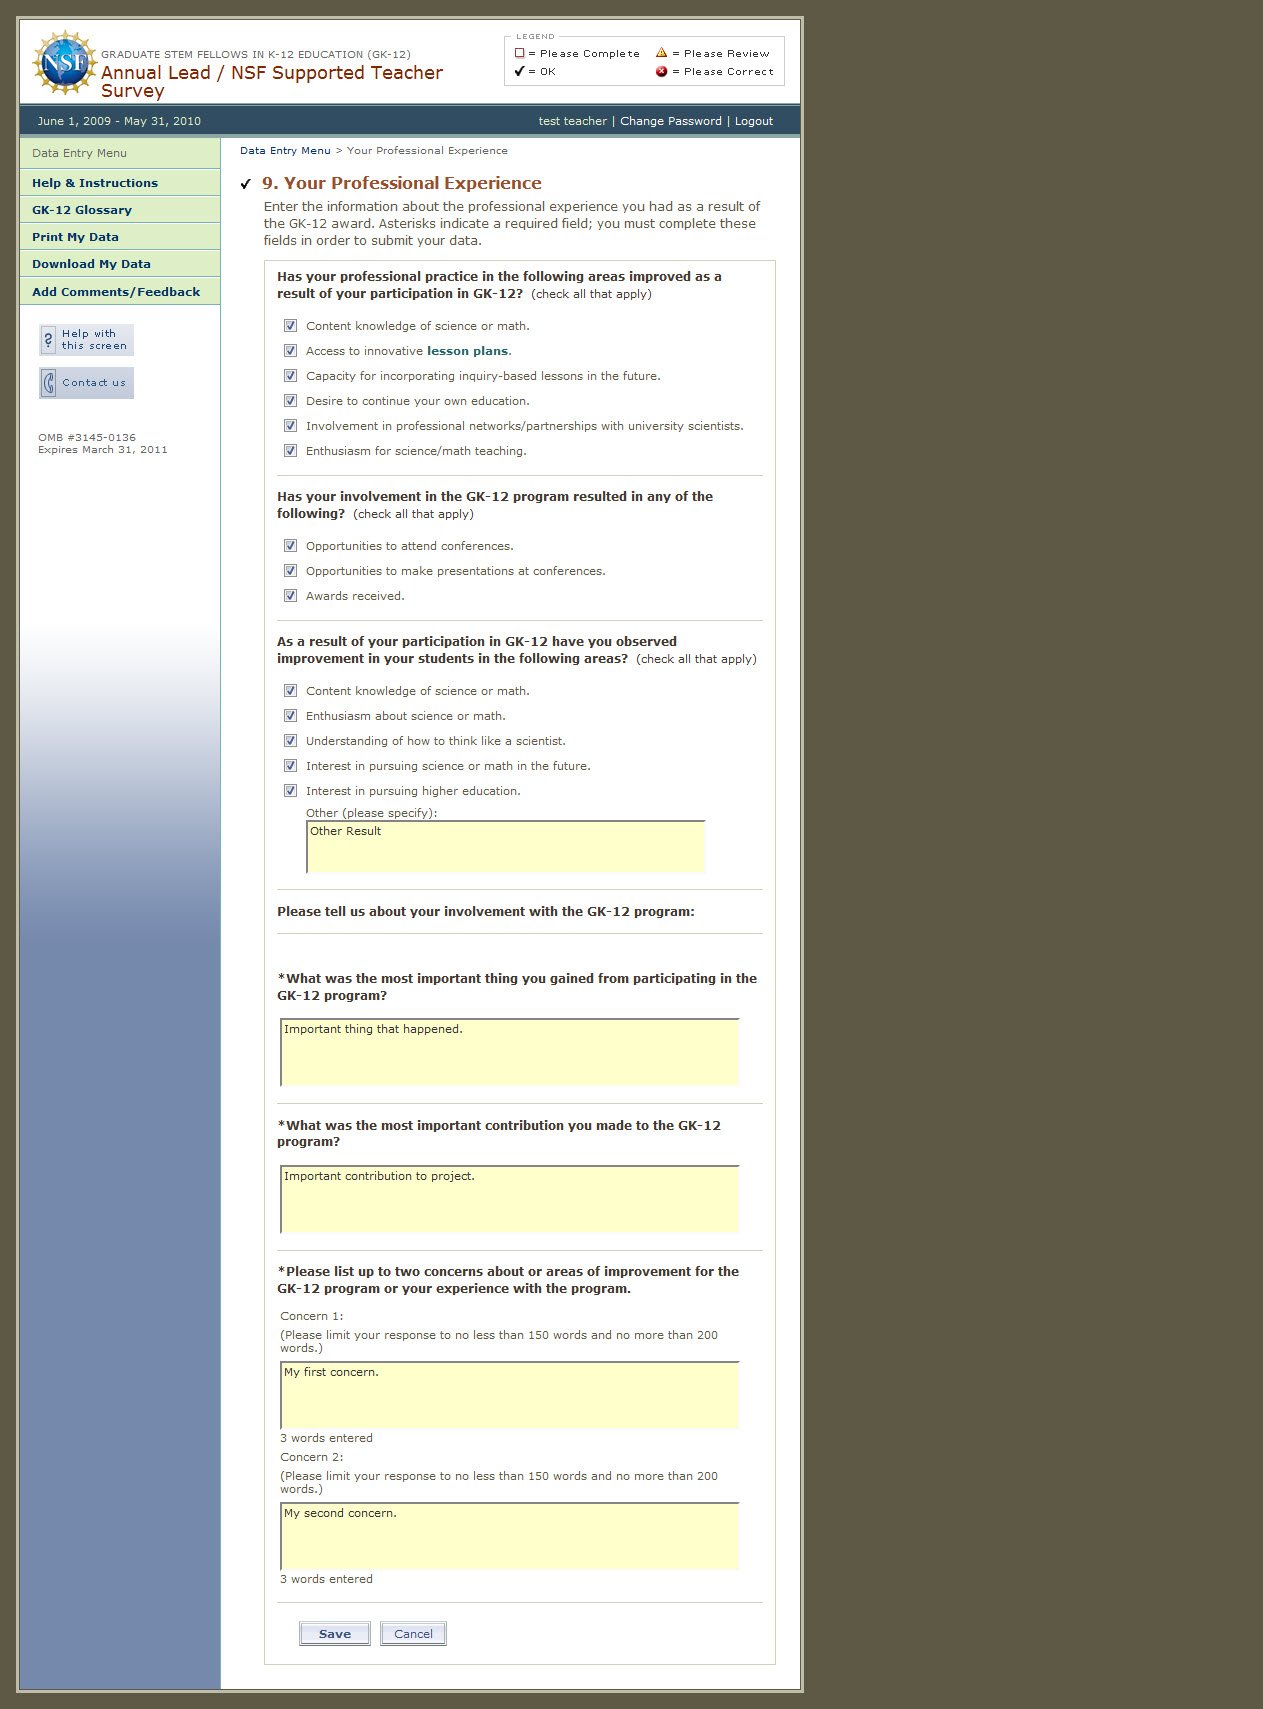 NSF
GRADUATE STEM FELLOWS IN K-12 EDUCATION (GK-12)
Annual Lead / NSF Supported Teacher
Survey
LEGEND
= Please Complete
= Please Review
= OK
= Please Correct
June 1, 2009 - May 31, 2010
test teacher | Change Password | Logout
Data Entry Menu
Help & Instructions
GK-12 Glossary
Print My Data
Download My Data
Add Comments/Feedback
? Help with
this screen
Contact us
OMB #3145-0136
Expires March 31, 2011
Data Entry Menu > Your Professional Experience
9. Your Professional Experience
Enter the information about the professional experience you had as a result of
the GK-12 award. Asterisks indicate a required field; you must complete these
fields in order to submit your data.
Has your professional practice in the following areas improved as a
result of your participation in GK-12? (check all that apply)
Content knowledge of science or math.
Access to innovative lesson plans.
Capacity for incorporating inquiry-based lessons in the future.
Desire to continue your own education.
Involvement in professional networks/partnerships with university scientists.
Enthusiasm for science/math teaching.
Has your involvement in the GK-12 program resulted in any of the
following? (check all that apply)
Opportunities to attend conferences.
Opportunities to make presentations at conferences.
Awards received.
As a result of your participation in GK-12 have you observed
improvement in your students in the following areas? (check all that apply)
Content knowledge of science or math.
Enthusiasm about science or math.
Understanding of how to think like a scientist.
Interest in pursuing science or math in the future.
Interest in pursuing higher education.
Other (please specify):
Other Result
Please tell us about your involvement with the GK-12 program:
*What was the most important thing you gained from participating in the
GK-12 program?
Important thing that happened.
*What was the most important contribution you made to the GK-12
program?
Important contribution to project.
*Please list up to two concerns about or areas of improvement for the
GK-12 program or your experience with the program.
Concern 1:
(Please limit your response to no less than 150 words and no more than 200
words.)
My first concern.
3 words entered
Concern 2:
(Please limit your response to no less than 150 words and no more than 200
words.)
My second concern.
3 words entered
Save
Cancel